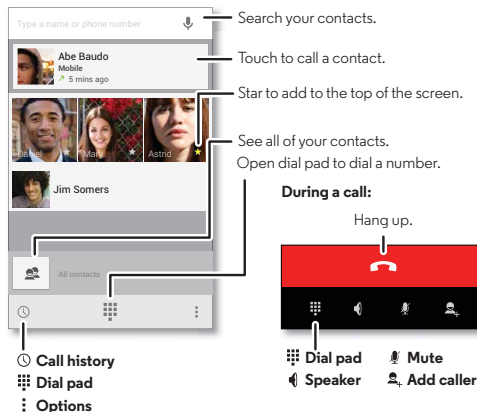 Type a name or phone number
Search your contacts.
Abe Baudo
Mobile
5 mins ago
Touch to call a contact.
Star to add to the top of the screen.
Daniel
Mary
Astrid
See all of your contacts.
Open dial pad to dial a number.
Jim Somers
During a call:
Hang up.
All contacts
Call history
Dial pad
Options
Dial pad
Mute
Speaker
Add caller